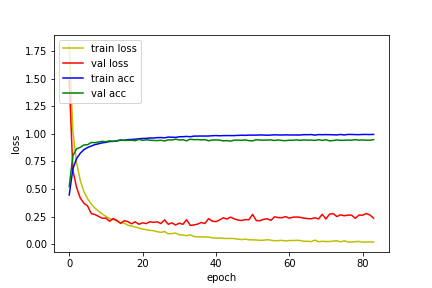 train loss
val loss
train acc
val acc
1.75
1.50
1.25
1.00
0.75
0.50
0.25
0.00
loss
0 20 40 60 80
epoch